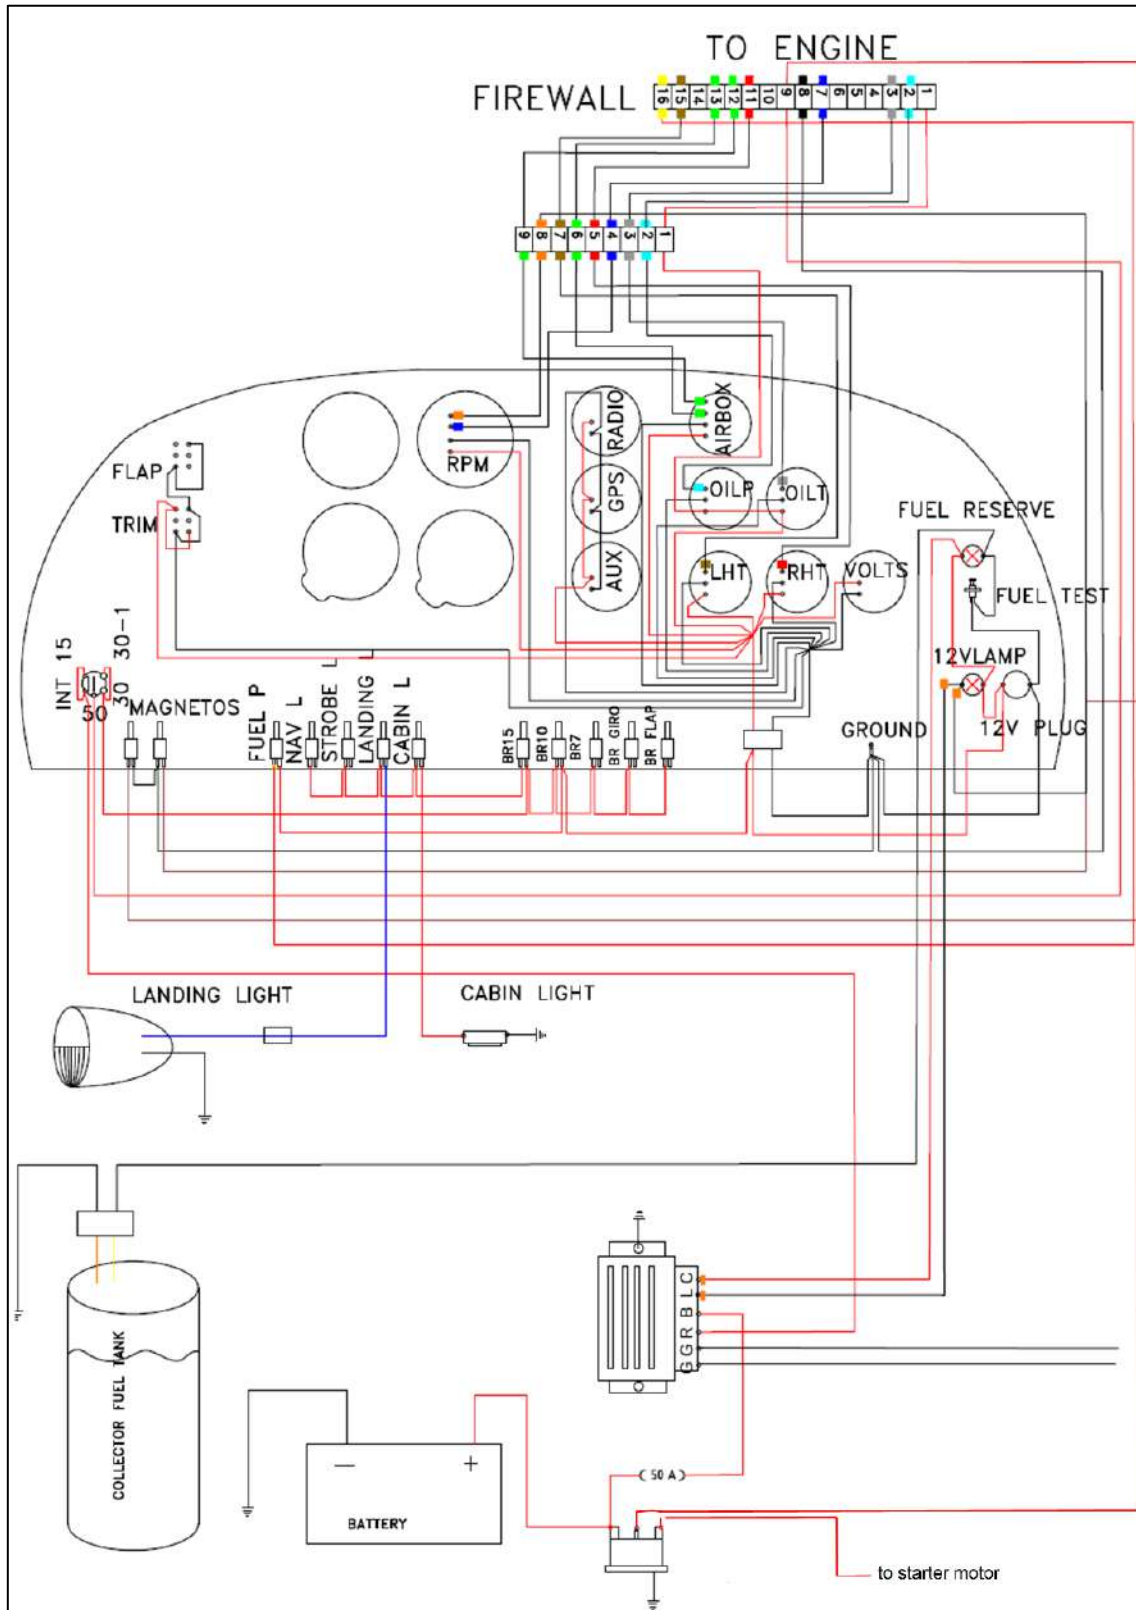 TO ENGINE
FIREWALL
16 15 14 13 12 11 10 9 8 7 6 5 4 3 2 1
9 8 7 6 5 4 3 2 1
RADIO
AIRBOX
RPM
FLAP
GPS
OILP
OILT
FUEL RESERVE
TRIM
AUX
LHT
RHT
VOLTS
FUEL TEST
INT 15
30-1
30
50
12VLAMP
12V PLUG
MAGNETOS
FUEL P
NAV L
STROBE L
LANDING L
CABIN L
BR15
BR10
BR7
BR GIRO
BR FLAP
GROUND
LANDING LIGHT
CABIN LIGHT
COLLECTOR FUEL TANK
G G R B L C
— +
BATTERY
50 A
to starter motor